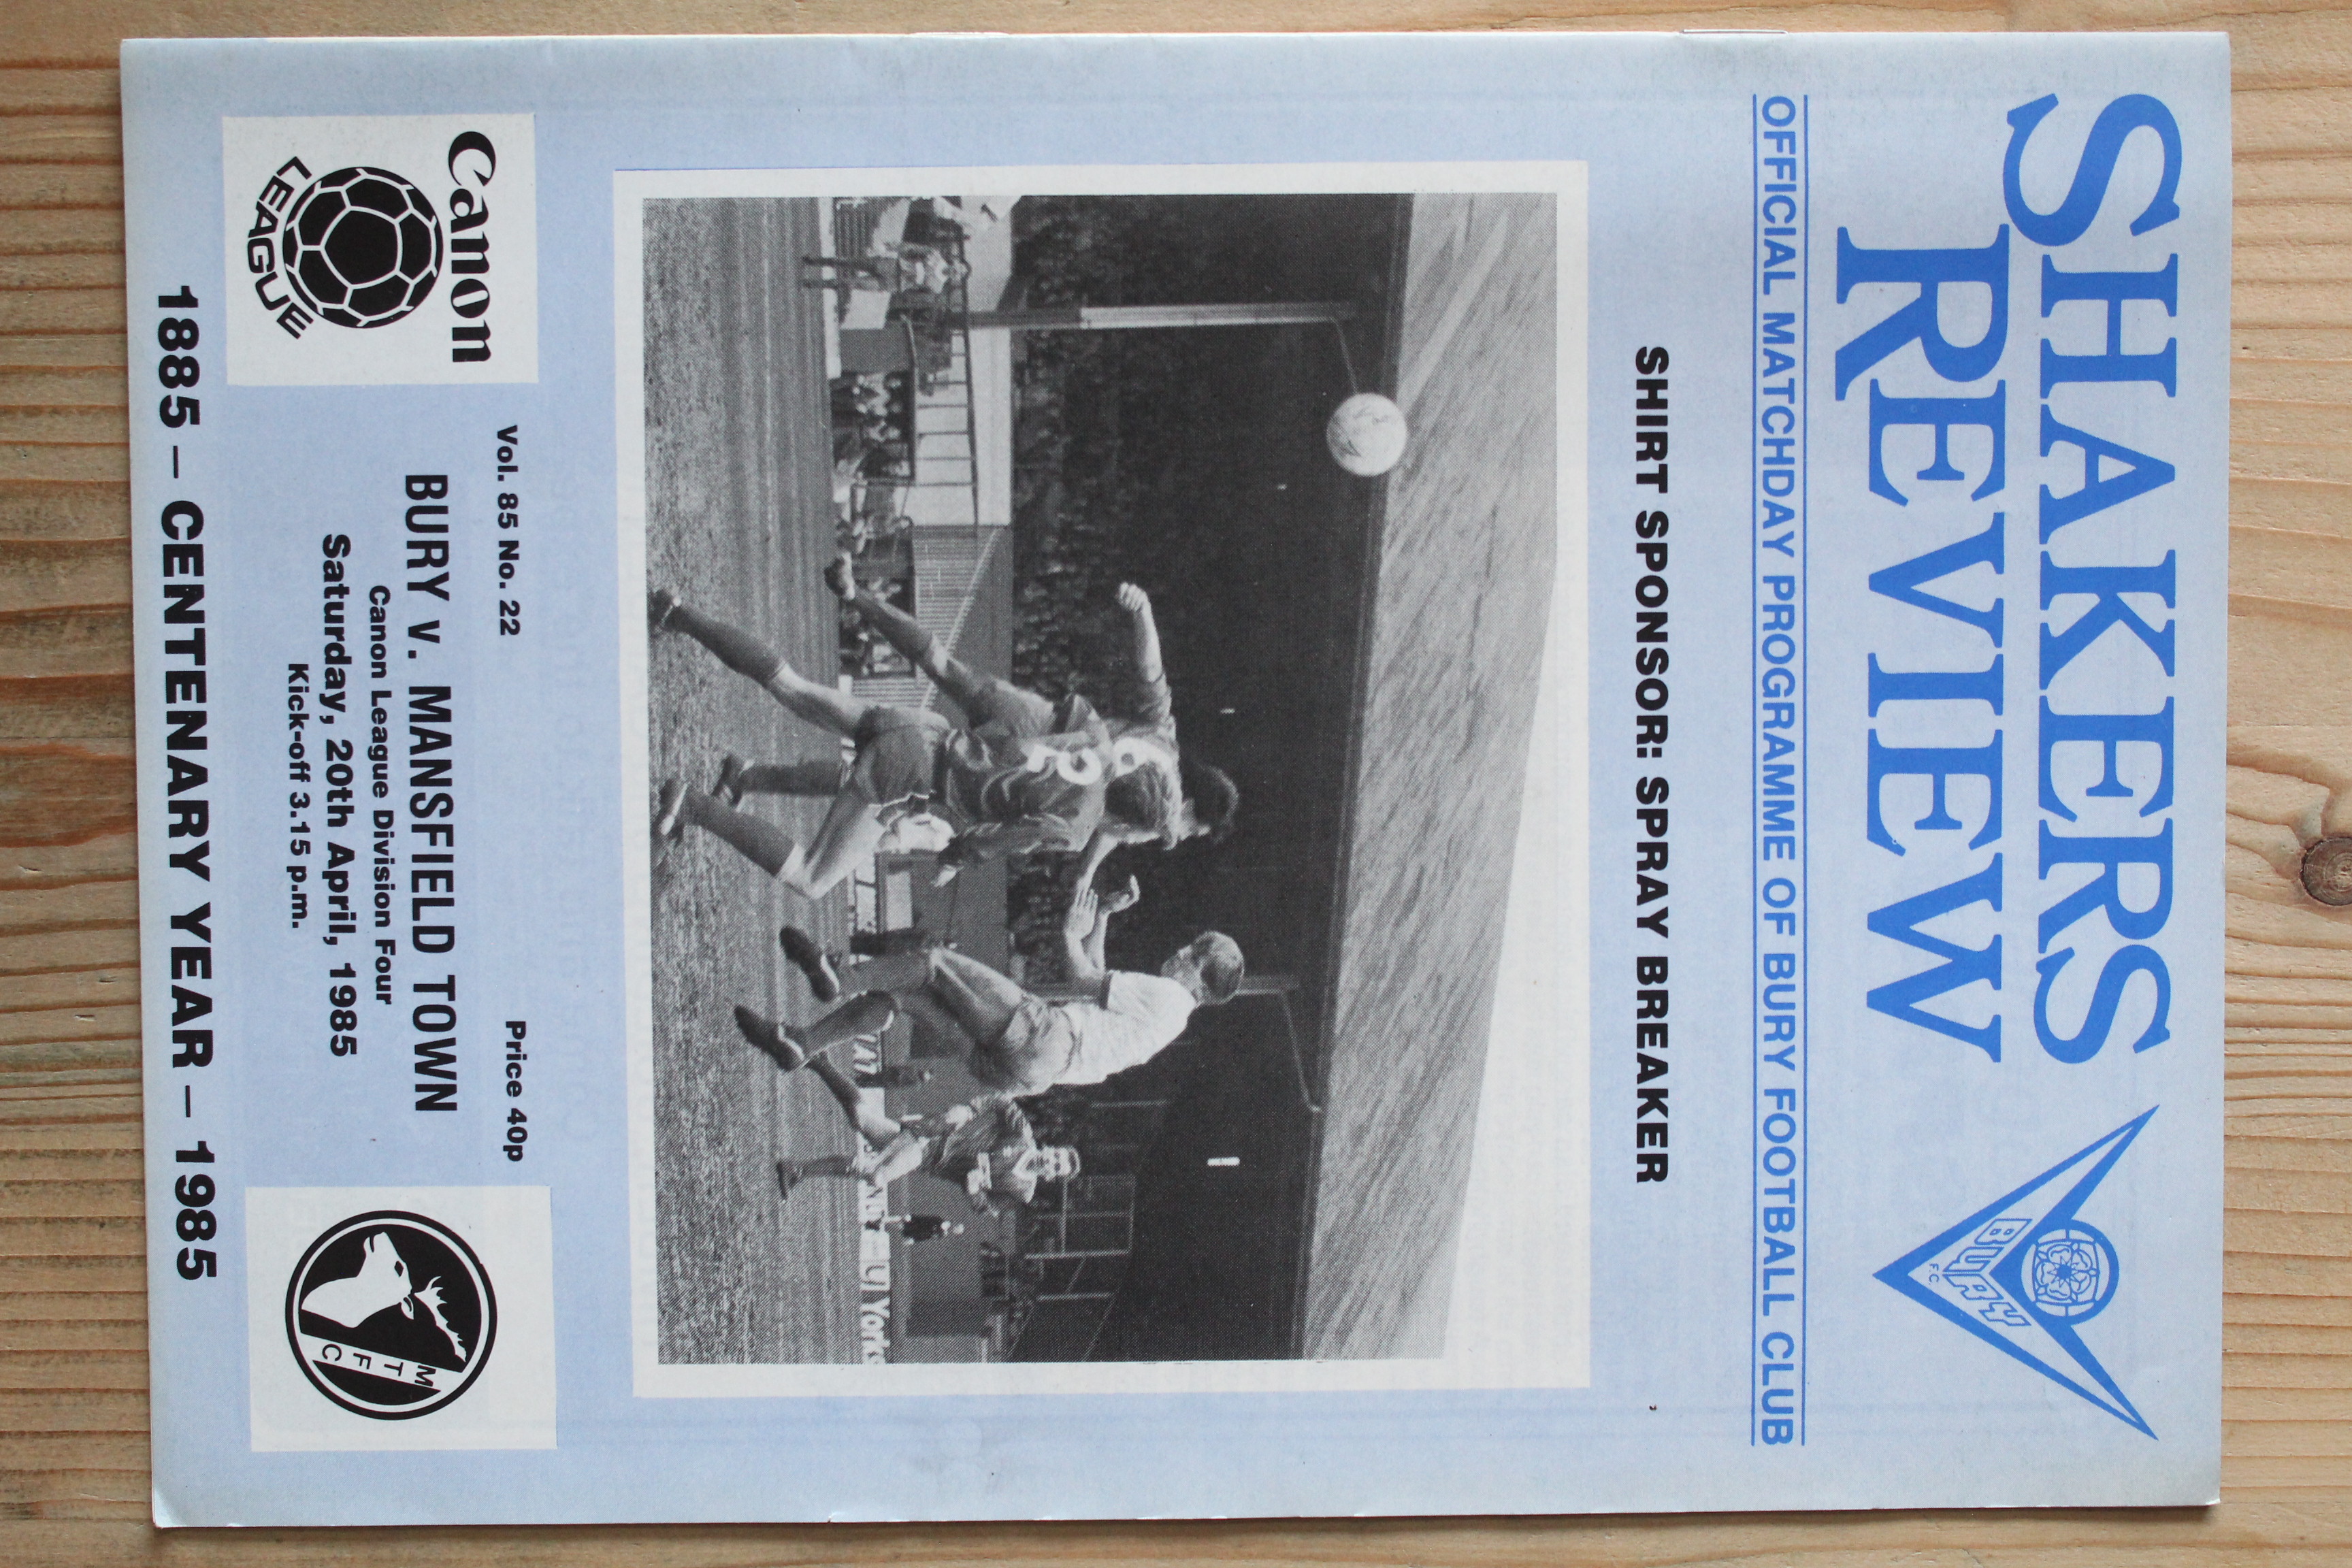 SHAKERS
REVIEW
BURY
F.C.
OFFICIAL MATCHDAY PROGRAMME OF BURY FOOTBALL CLUB
SHIRT SPONSOR: SPRAY BREAKER
Yorks
Vol. 85 No. 22
Price 40p
Canon
LEAGUE
BURY v. MANSFIELD TOWN
Canon League Division Four
Saturday, 20th April, 1985
Kick-off 3.15 p.m.
M
T
F
C
1885 – CENTENARY YEAR – 1985